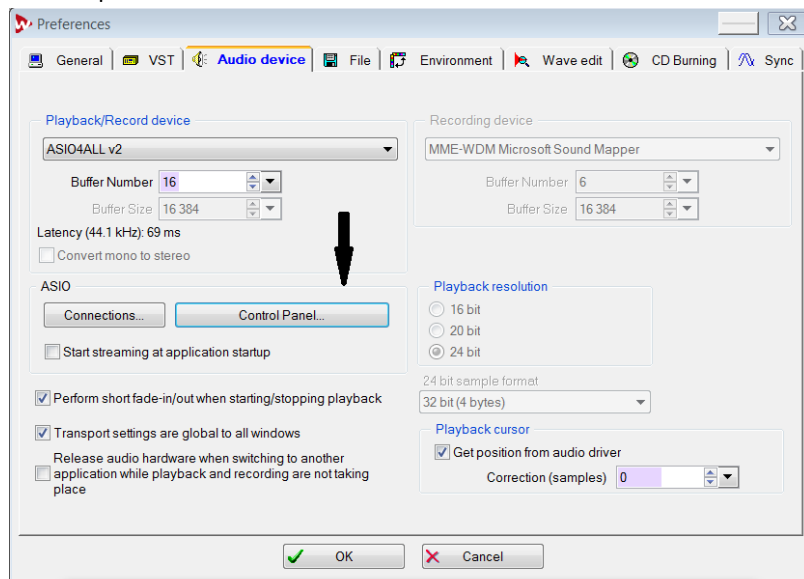 Preferences
General VST Audio device File Environment Wave edit CD Burning Sync
Playback/Record device
ASIO4ALL v2
Buffer Number 16
Buffer Size 16 384
Latency (44.1 kHz): 69 ms
Convert mono to stereo
Recording device
MME-WDM Microsoft Sound Mapper
Buffer Number 6
Buffer Size 16 384
ASIO
Connections... Control Panel...
Start streaming at application startup
Playback resolution
16 bit
20 bit
24 bit
24 bit sample format
32 bit (4 bytes)
Perform short fade-in/out when starting/stopping playback
Transport settings are global to all windows
Release audio hardware when switching to another
application while playback and recording are not taking
place
Playback cursor
Get position from audio driver
Correction (samples) 0
OK Cancel